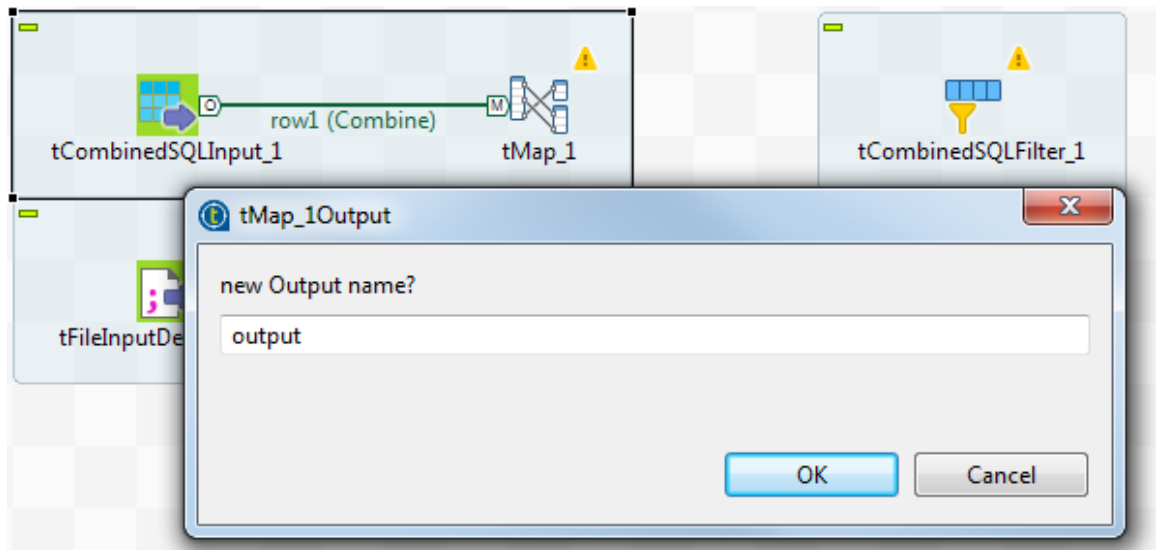 O
row1 (Combine)
M
tCombinedSQLInput_1
tMap_1
tCombinedSQLFilter_1
tMap_1Output
new Output name?
tFileInputDe
output
OK
Cancel